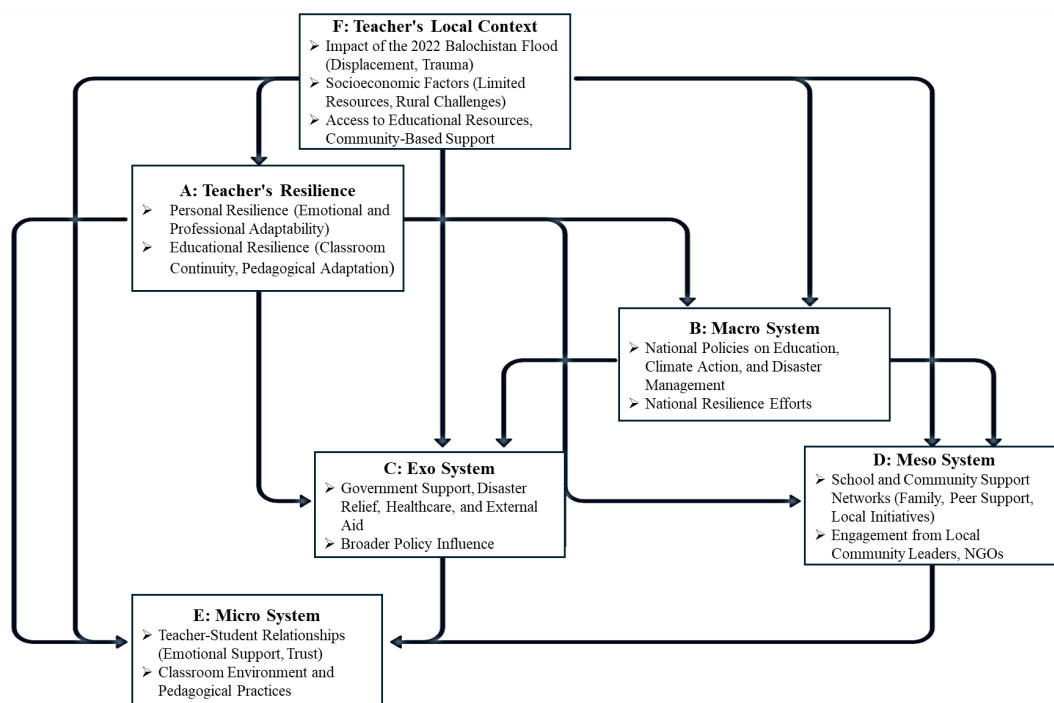 F: Teacher's Local Context
➢ Impact of the 2022 Balochistan Flood
(Displacement, Trauma)
➢ Socioeconomic Factors (Limited
Resources, Rural Challenges)
➢ Access to Educational Resources,
Community-Based Support
A: Teacher's Resilience
➢ Personal Resilience (Emotional and
Professional Adaptability)
➢ Educational Resilience (Classroom
Continuity, Pedagogical Adaptation)
B: Macro System
➢ National Policies on Education,
Climate Action, and Disaster
Management
➢ National Resilience Efforts
C: Exo System
➢ Government Support, Disaster
Relief, Healthcare, and External
Aid
➢ Broader Policy Influence
D: Meso System
➢ School and Community Support
Networks (Family, Peer Support,
Local Initiatives)
➢ Engagement from Local
Community Leaders, NGOs
E: Micro System
➢ Teacher-Student Relationships
(Emotional Support, Trust)
➢ Classroom Environment and
Pedagogical Practices